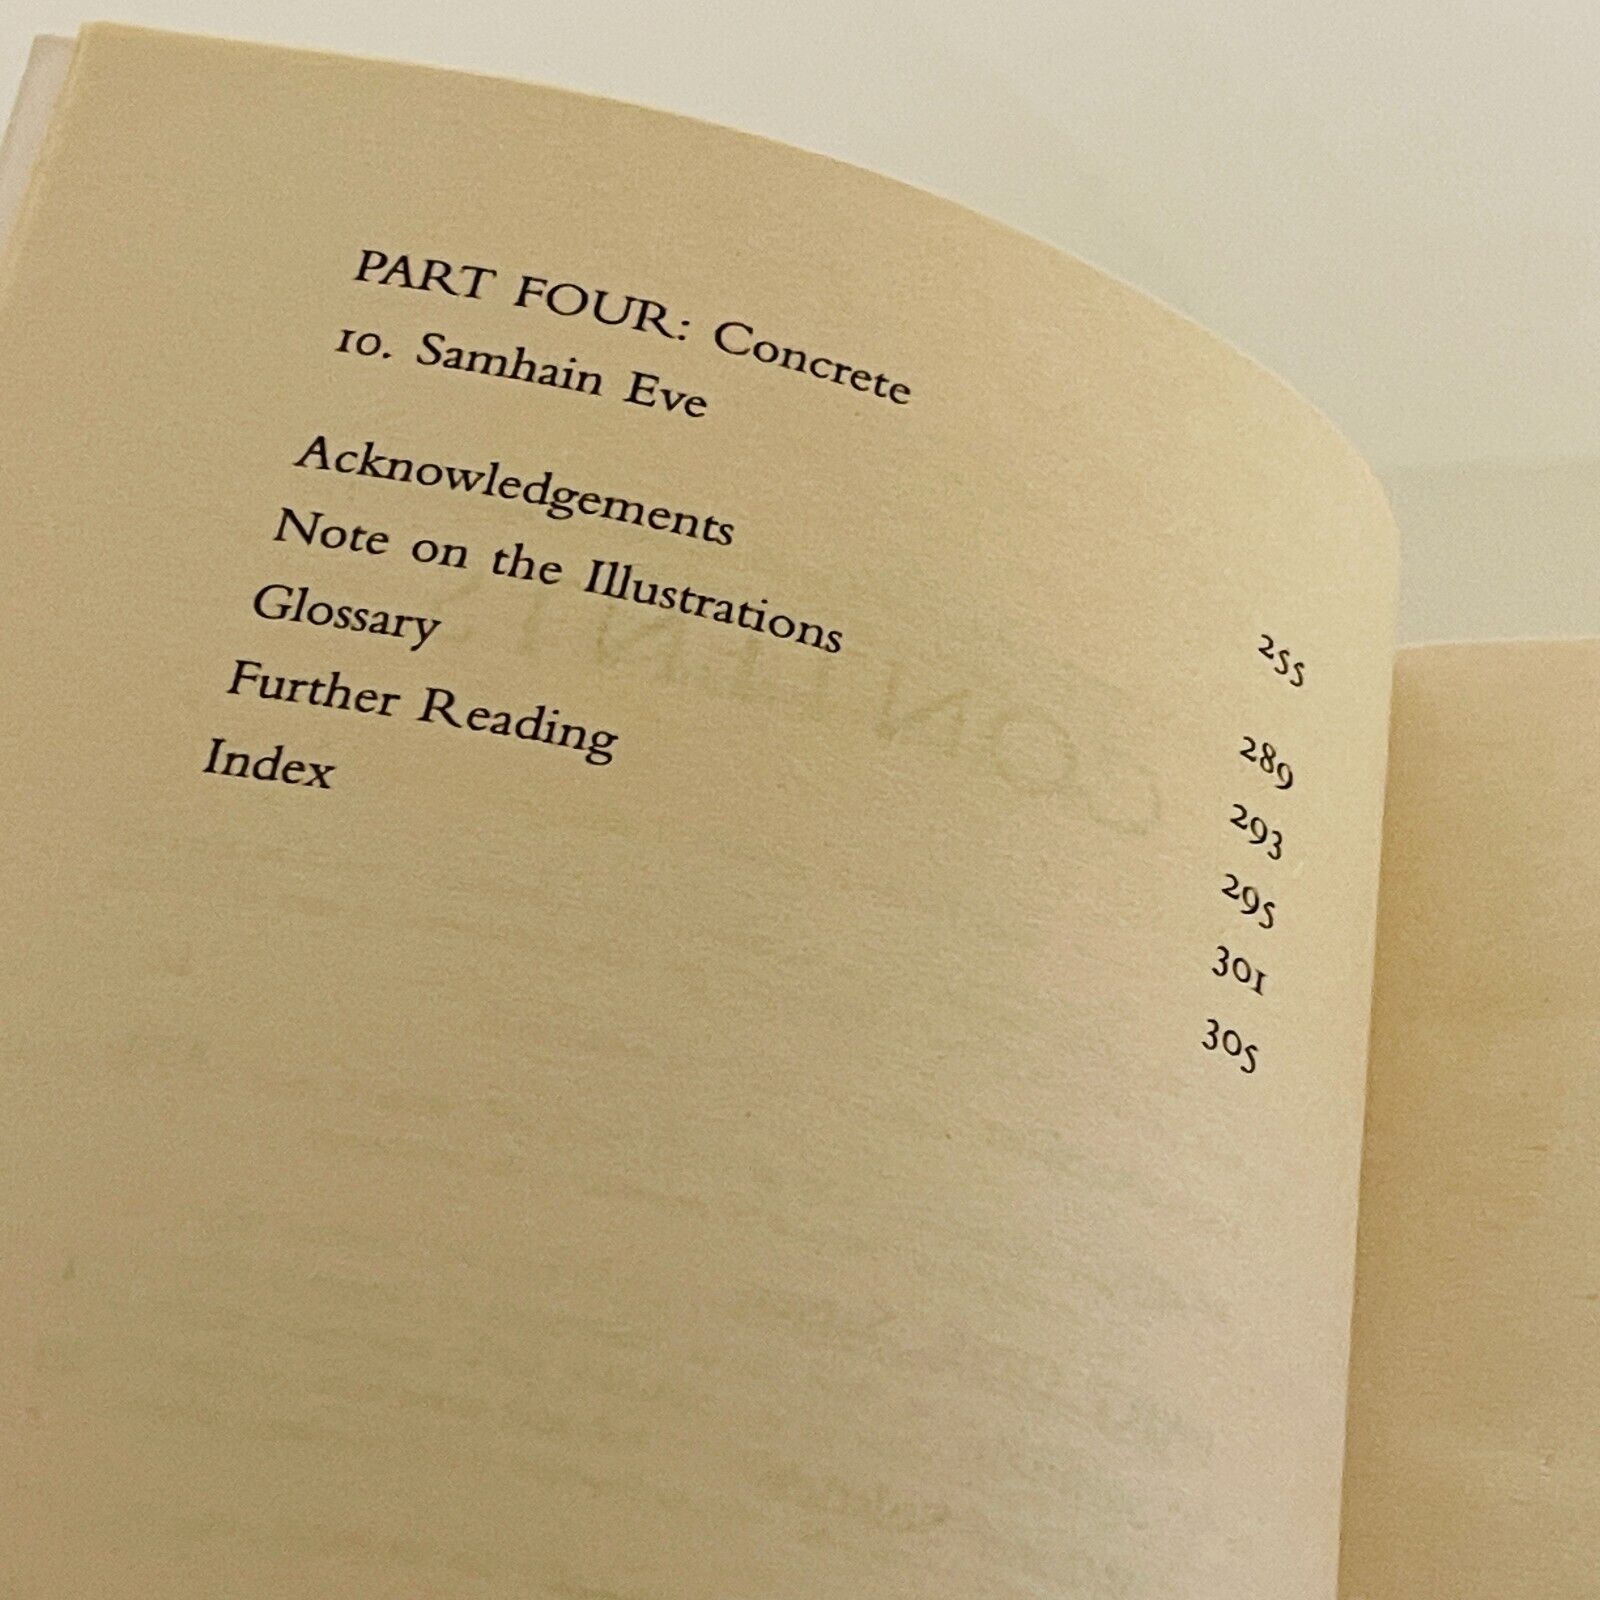 PART FOUR: Concrete
10. Samhain Eve 255
Acknowledgements 289
Note on the Illustrations 293
Glossary 295
Further Reading 301
Index 305